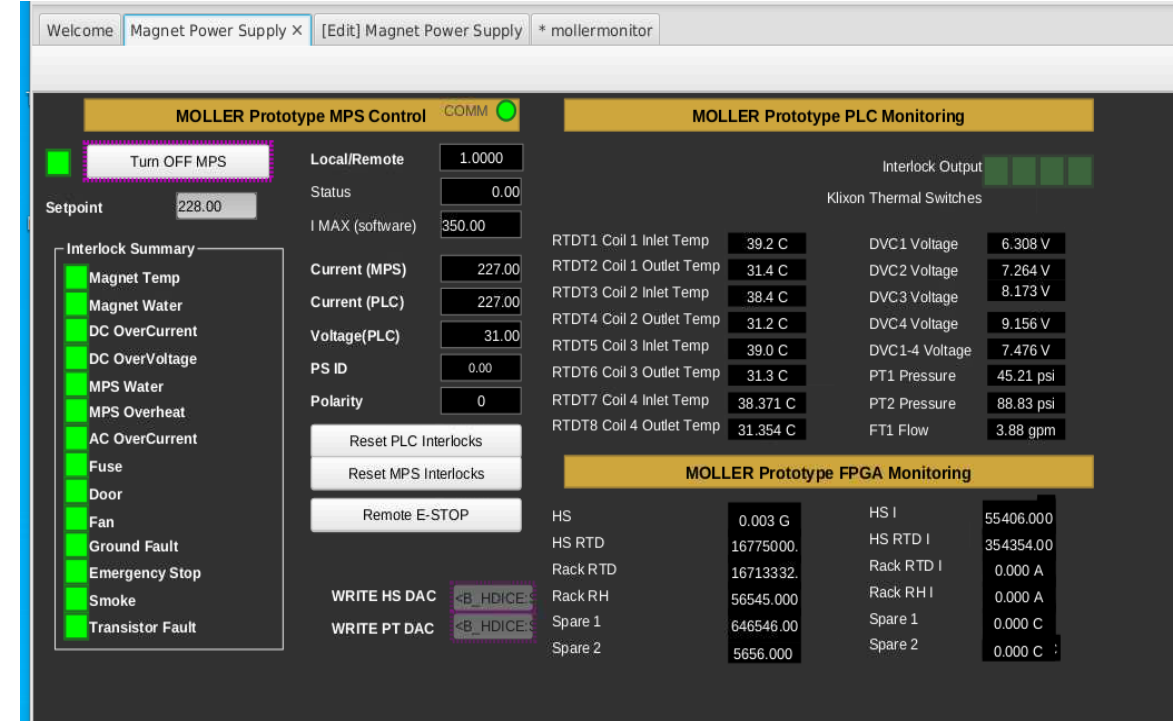 Welcome
Magnet Power Supply ×
[Edit] Magnet Power Supply
* mollermonitor
MOLLER Prototype MPS Control
COMM
Turn OFF MPS
Setpoint 228.00
Local/Remote 1.0000
Status 0.00
I MAX (software) 350.00
Current (MPS) 227.00
Current (PLC) 227.00
Voltage(PLC) 31.00
PS ID 0.00
Polarity 0
Reset PLC Interlocks
Reset MPS Interlocks
Remote E-STOP
WRITE HS DAC <B_HDICE:
WRITE PT DAC <B_HDICE:
Interlock Summary
Magnet Temp
Magnet Water
DC OverCurrent
DC OverVoltage
MPS Water
MPS Overheat
AC OverCurrent
Fuse
Door
Fan
Ground Fault
Emergency Stop
Smoke
Transistor Fault
MOLLER Prototype PLC Monitoring
Interlock Output
Klixon Thermal Switches
RTDT1 Coil 1 Inlet Temp 39.2 C
RTDT2 Coil 1 Outlet Temp 31.4 C
RTDT3 Coil 2 Inlet Temp 38.4 C
RTDT4 Coil 2 Outlet Temp 31.2 C
RTDT5 Coil 3 Inlet Temp 39.0 C
RTDT6 Coil 3 Outlet Temp 31.3 C
RTDT7 Coil 4 Inlet Temp 38.371 C
RTDT8 Coil 4 Outlet Temp 31.354 C
DVC1 Voltage 6.308 V
DVC2 Voltage 7.264 V
DVC3 Voltage 8.173 V
DVC4 Voltage 9.156 V
DVC1-4 Voltage 7.476 V
PT1 Pressure 45.21 psi
PT2 Pressure 88.83 psi
FT1 Flow 3.88 gpm
MOLLER Prototype FPGA Monitoring
HS 0.003 G
HS RTD 16775000.
Rack RTD 16713332.
Rack RH 56545.000
Spare 1 646546.00
Spare 2 5656.000
HS I 55406.000
HS RTD I 354354.00
Rack RTD I 0.000 A
Rack RH I 0.000 A
Spare 1 0.000 C
Spare 2 0.000 C